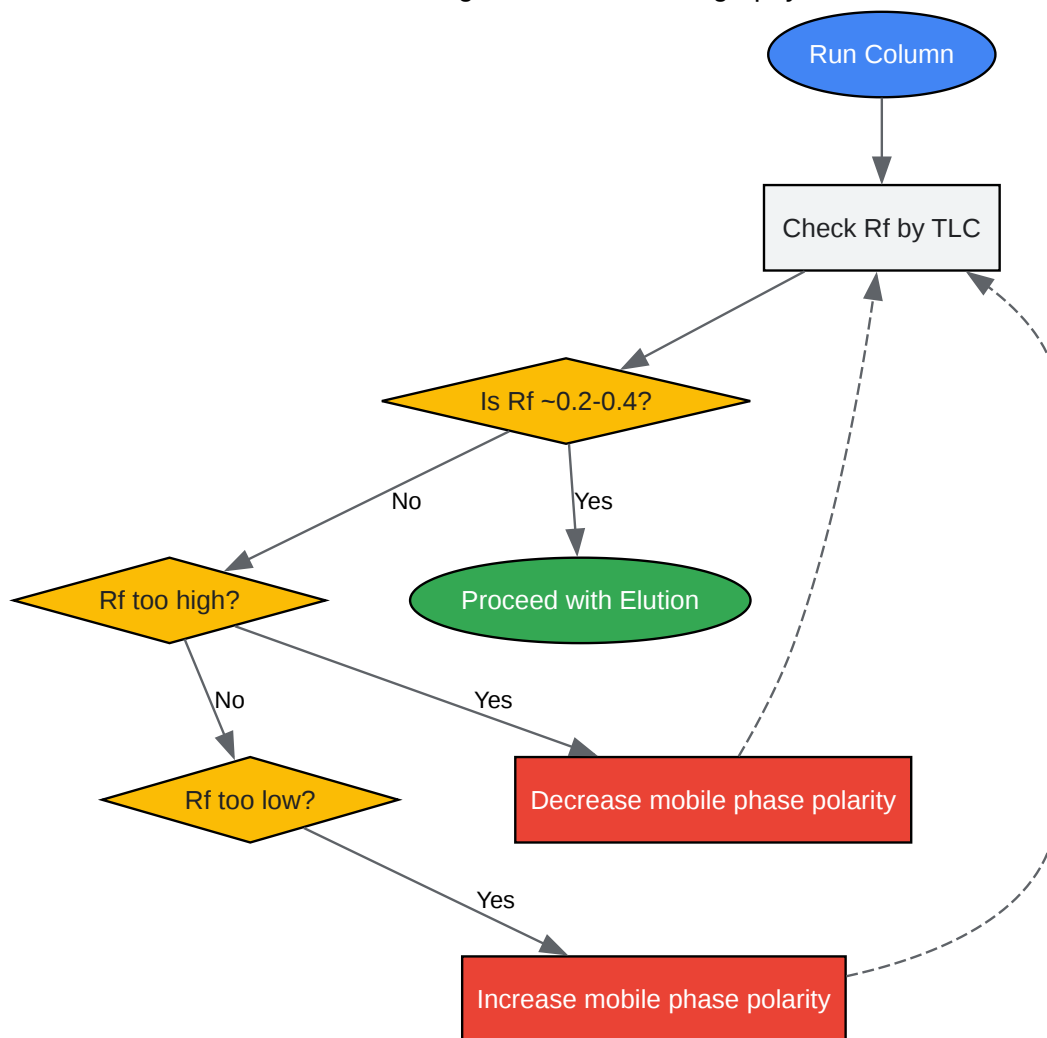 Run Column
Check Rf by TLC
Is Rf ~0.2-0.4?
No
Yes
Rf too high?
Proceed with Elution
No
Yes
Rf too low?
Decrease mobile phase polarity
Yes
Increase mobile phase polarity